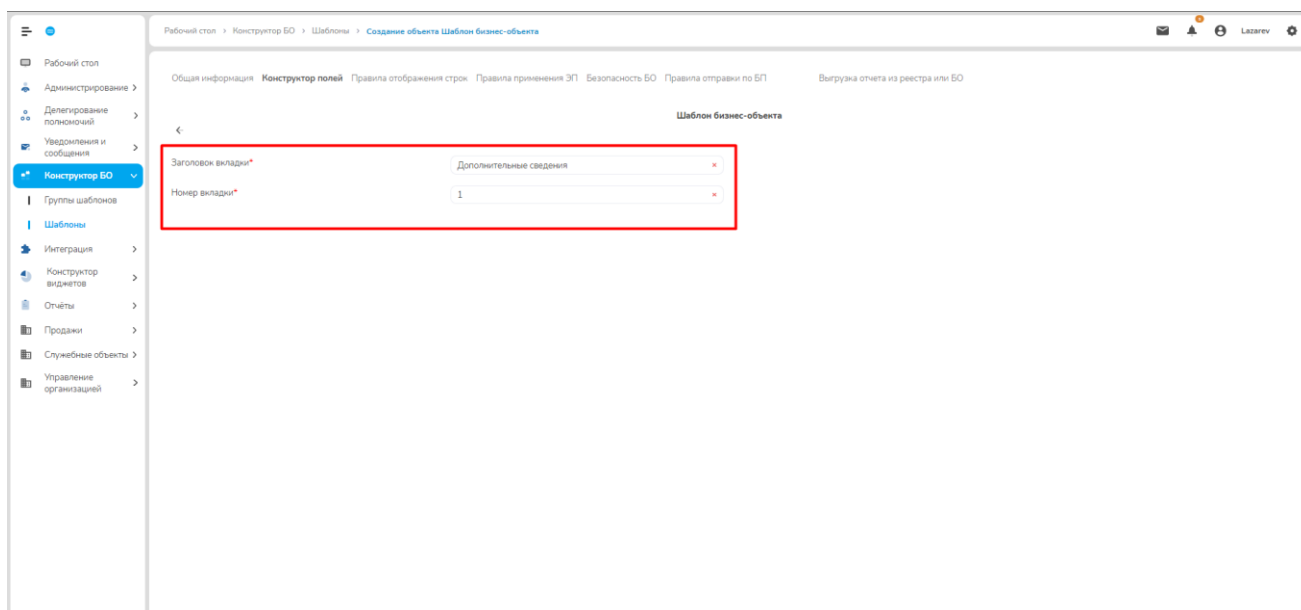 Рабочий стол > Конструктор БО > Шаблоны > Создание объекта Шаблон бизнес-объекта
Lazarev
Рабочий стол
Администрирование
Делегирование
полномочий
Уведомления и
сообщения
Конструктор БО
Группы шаблонов
Шаблоны
Интеграция
Конструктор
виджетов
Отчёты
Продажи
Служебные объекты
Управление
организацией
Общая информация Конструктор полей Правила отображения строк Правила применения ЭП Безопасность БО Правила отправки по БП Выгрузка отчета из реестра или БО
Шаблон бизнес-объекта
Заголовок вкладки*
Дополнительные сведения
Номер вкладки*
1